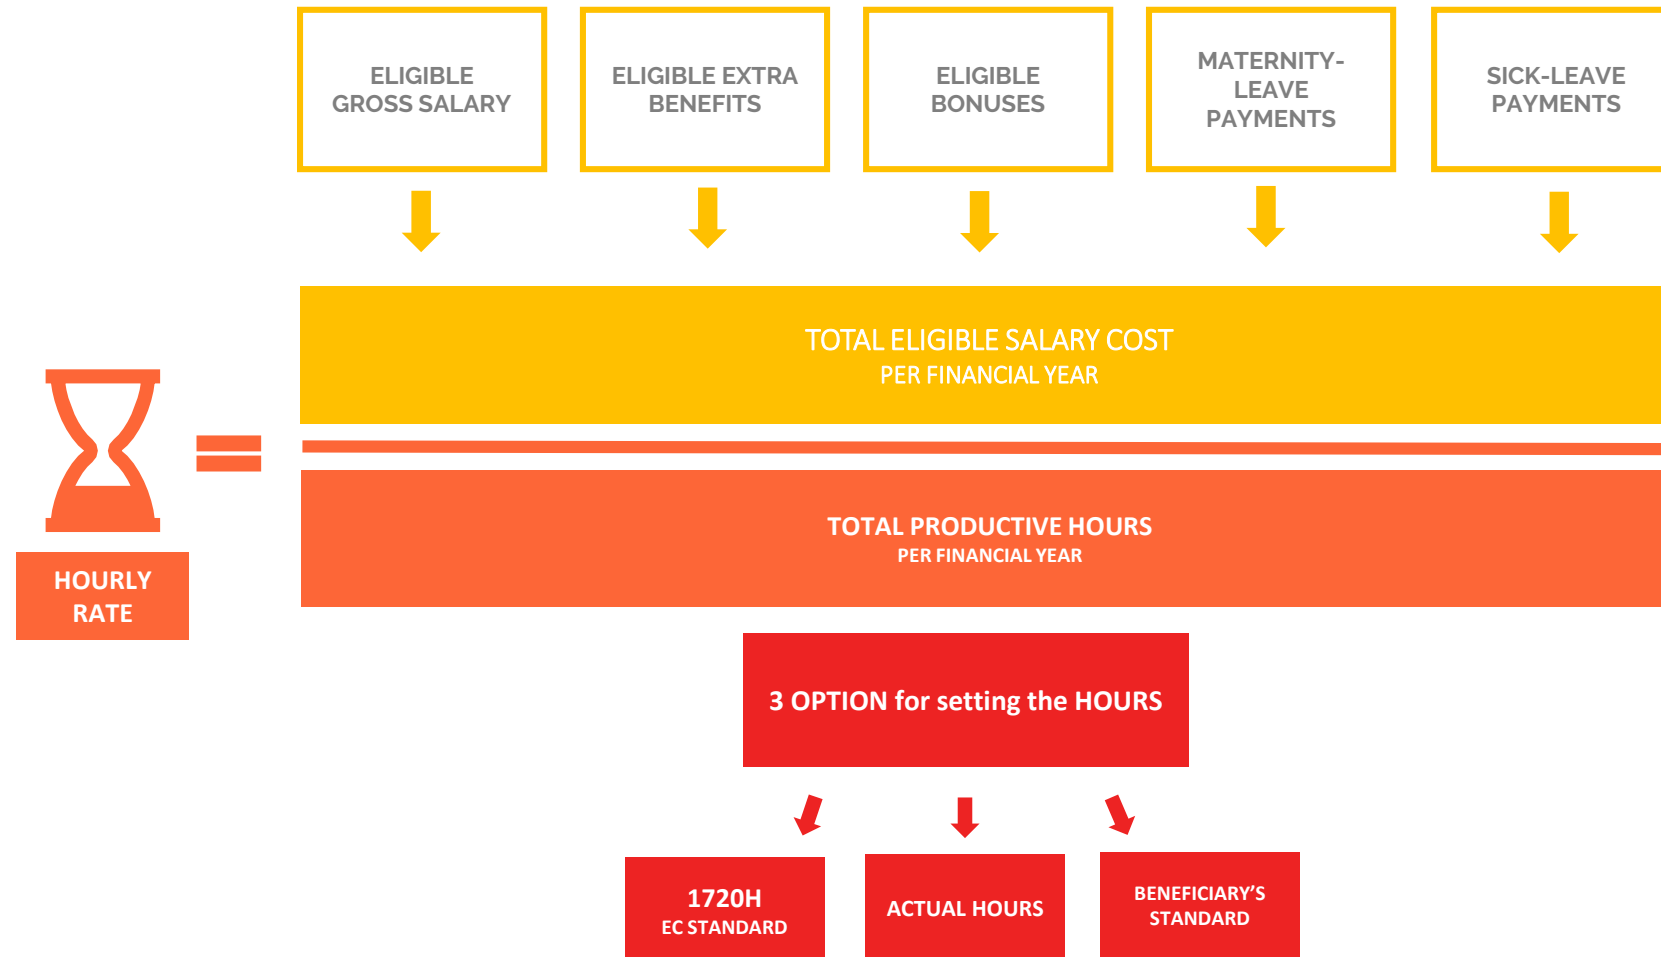 ELIGIBLE
GROSS SALARY
ELIGIBLE EXTRA
BENEFITS
ELIGIBLE
BONUSES
MATERNITY-
LEAVE
PAYMENTS
SICK-LEAVE
PAYMENTS
TOTAL ELIGIBLE SALARY COST
PER FINANCIAL YEAR
HOURLY
RATE
TOTAL PRODUCTIVE HOURS
PER FINANCIAL YEAR
3 OPTION for setting the HOURS
1720H
EC STANDARD
ACTUAL HOURS
BENEFICIARY'S
STANDARD